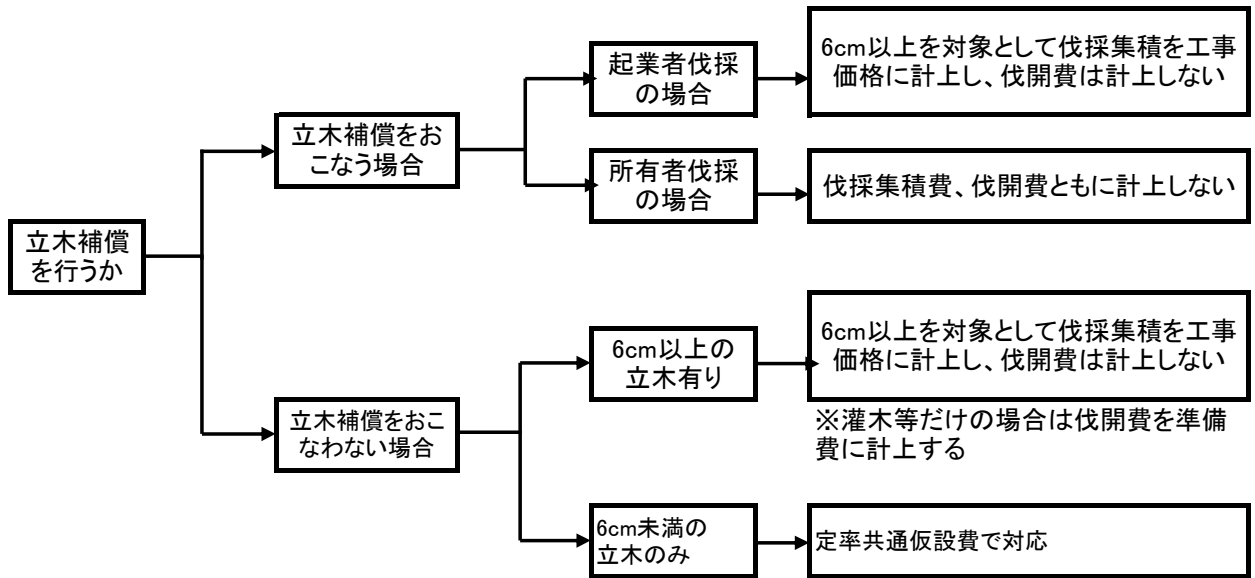 立木補償
を行うか
立木補償をお
こなう場合
起業者伐採
の場合
6cm以上を対象として伐採集積を工事
価格に計上し、伐開費は計上しない
所有者伐採
の場合
伐採集積費、伐開費ともに計上しない
立木補償をおこ
なわない場合
6cm以上の
立木有り
6cm以上を対象として伐採集積を工事
価格に計上し、伐開費は計上しない
※灌木等だけの場合は伐開費を準備
費に計上する
6cm未満の
立木のみ
定率共通仮設費で対応